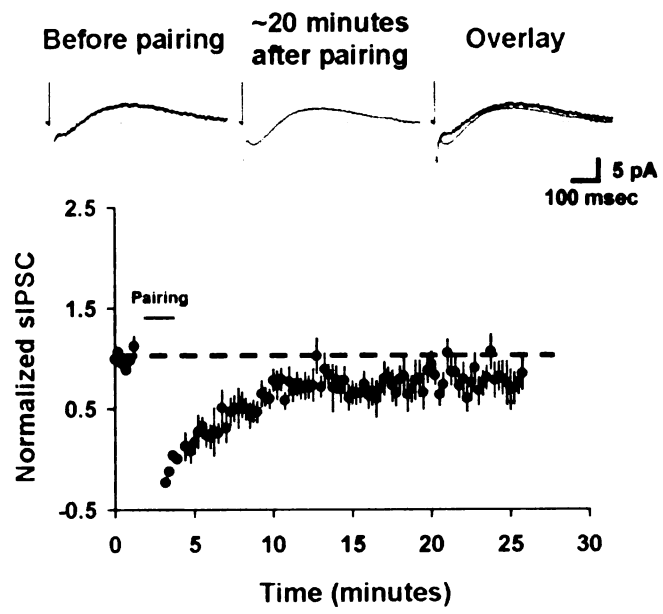 Before pairing
~20 minutes
after pairing
Overlay
5 pA
100 msec
2.5
1.5
0.5
-0.5
Normalized sIPSC
Pairing
0
5
10
15
20
25
30
Time (minutes)